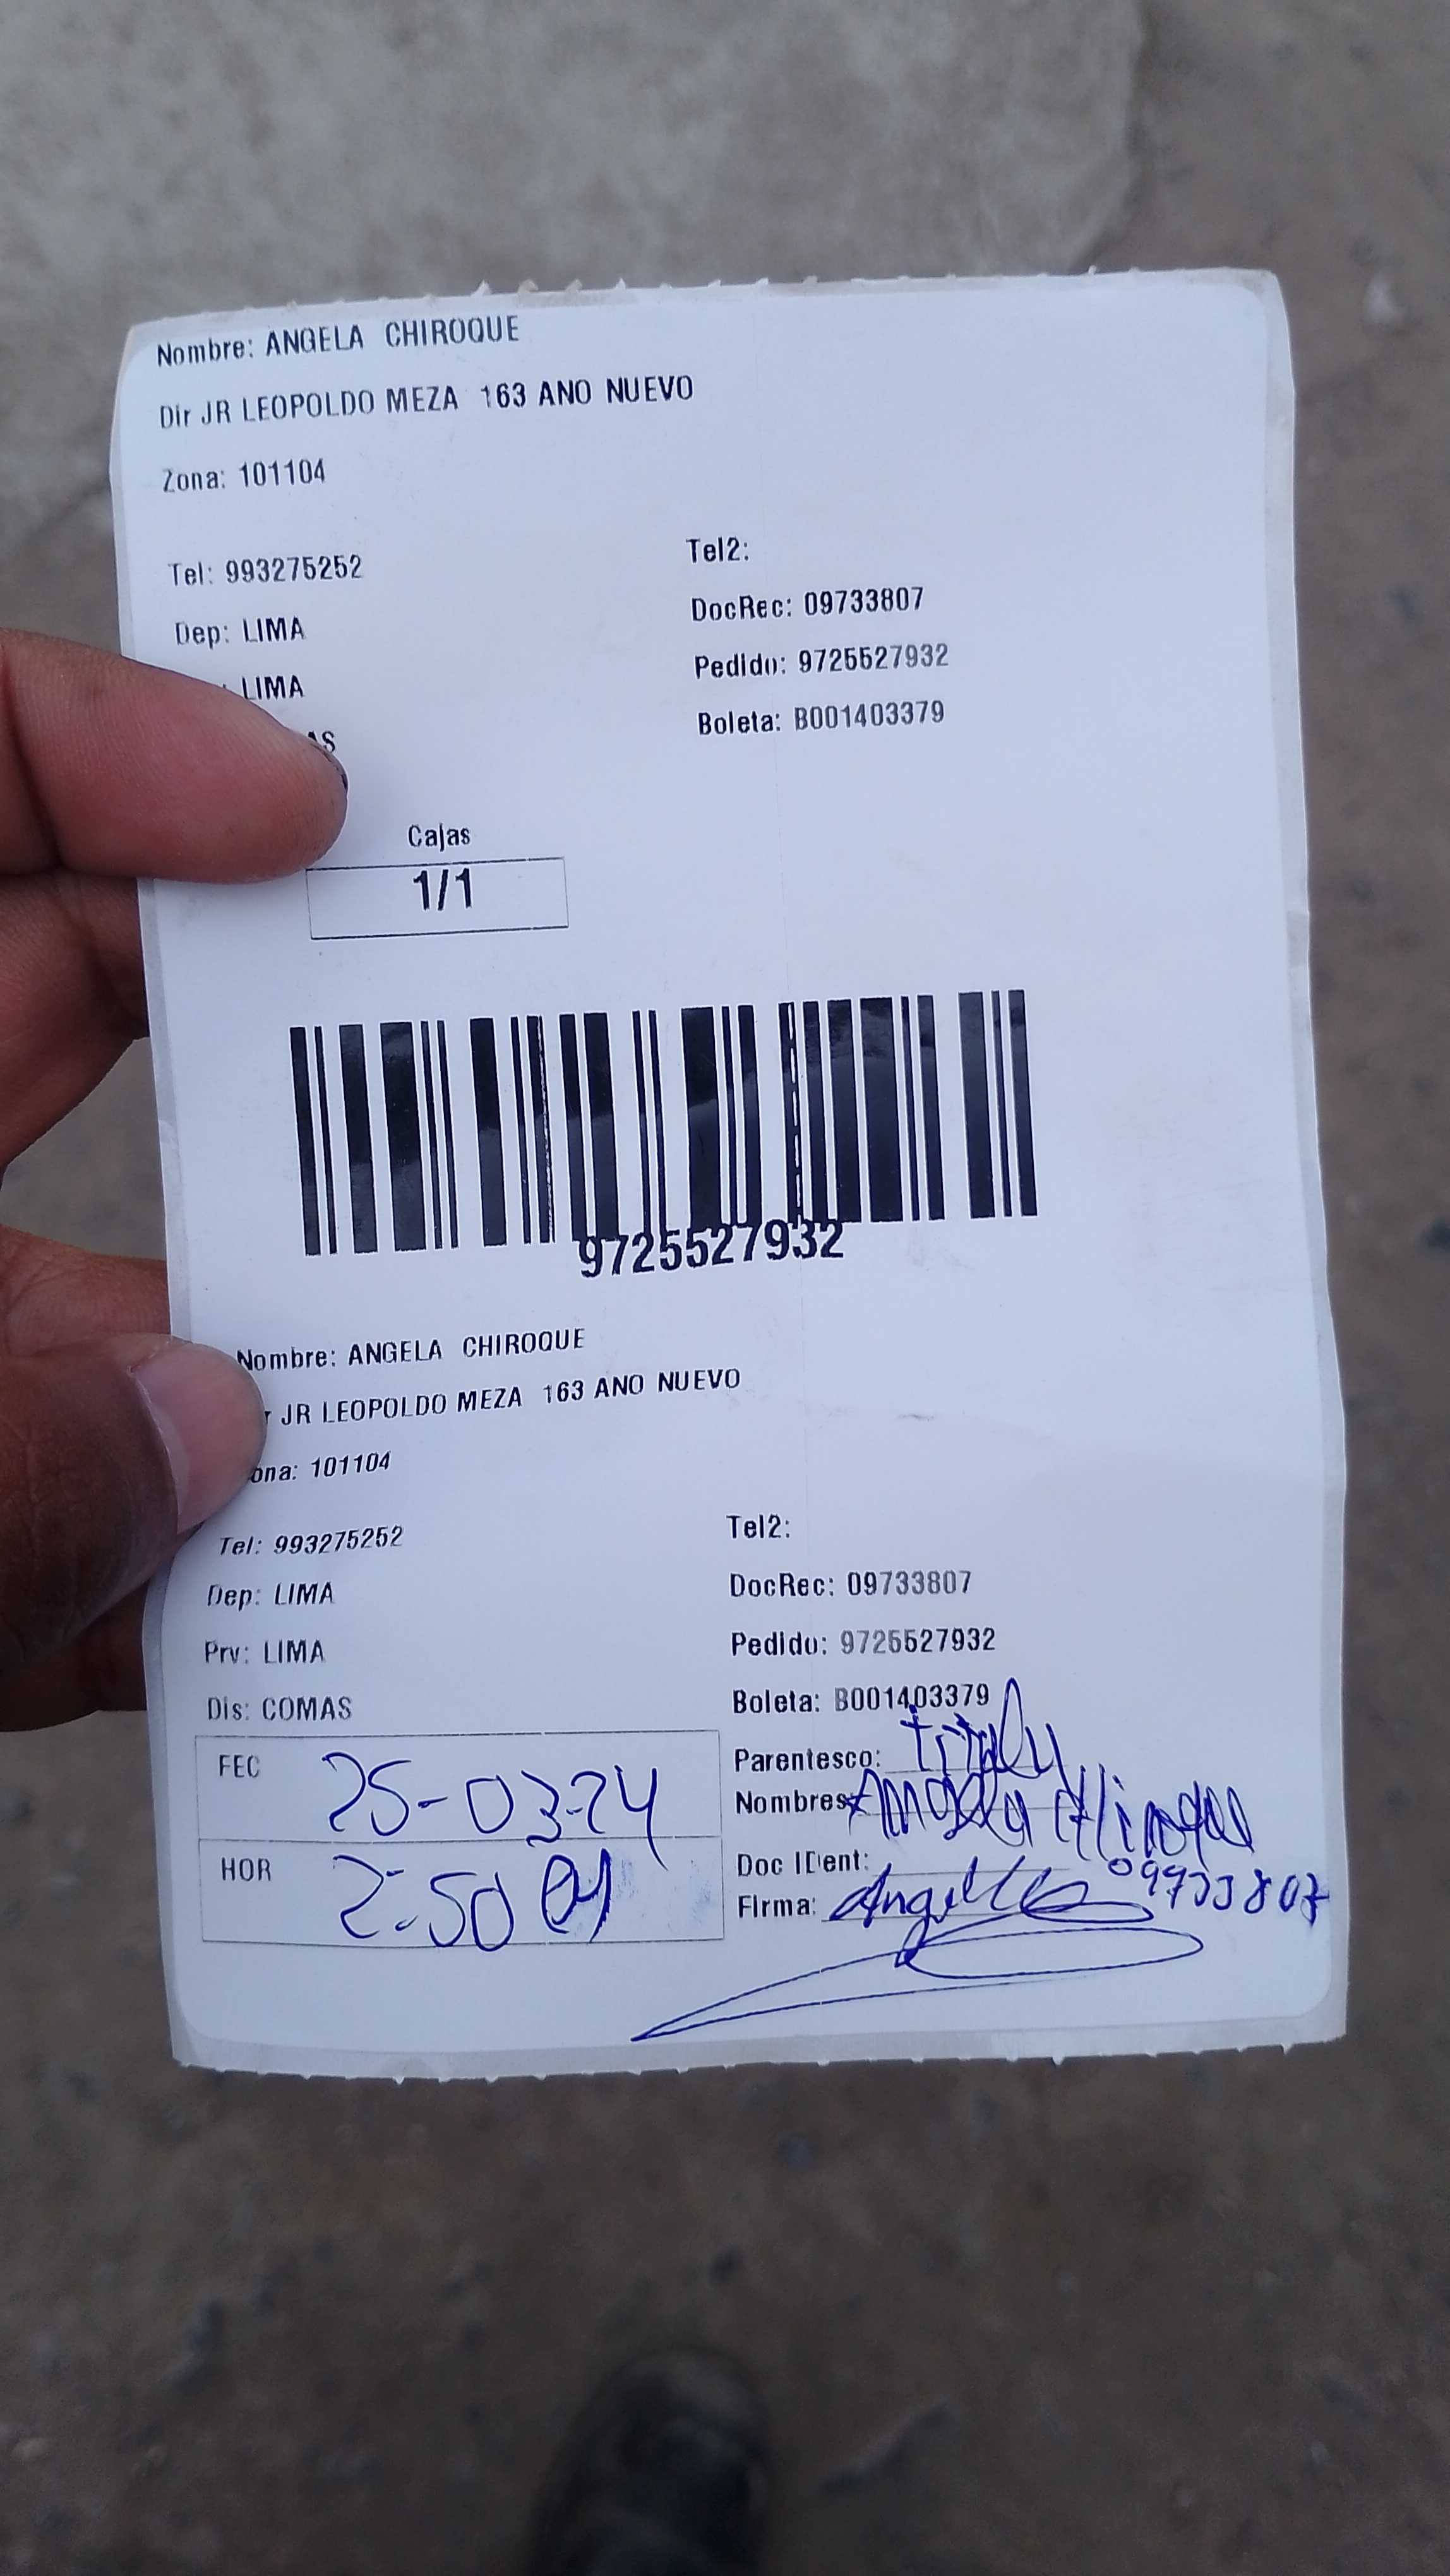 Nombre: ANGELA CHIROQUE
Dir JR LEOPOLDO MEZA 163 ANO NUEVO
Zona: 101104
Tel: 993275252
Tel2:
Dep: LIMA
DocRec: 09733807
LIMA
Pedido: 9725527932
AS
Boleta: B001403379
Cajas
1/1
9725527932
Nombre: ANGELA CHIROQUE
r JR LEOPOLDO MEZA 163 ANO NUEVO
ona: 101104
Tel: 993275252
Tel2:
Dep: LIMA
DocRec: 09733807
Prv: LIMA
Pedido: 9725527932
Dis: COMAS
Boleta: B001403379
FEC 25-03-24
Parentesco:
Nombres: Angela
HOR 2:50
Doc IDent: 09733807
Firma: